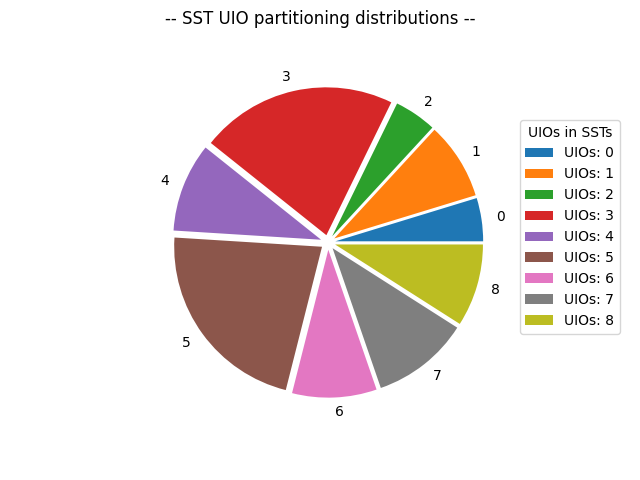 -- SST UIO partitioning distributions --
3
2
1
4
0
5
8
7
6
UIOs in SSTs
UIOs: 0
UIOs: 1
UIOs: 2
UIOs: 3
UIOs: 4
UIOs: 5
UIOs: 6
UIOs: 7
UIOs: 8